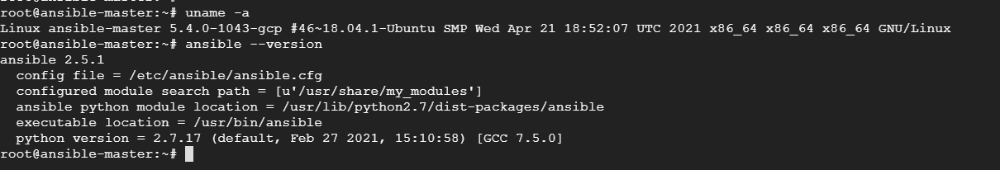 root@ansible-master:~# uname -a
Linux ansible-master 5.4.0-1043-gcp #46~18.04.1-Ubuntu SMP Wed Apr 21 18:52:07 UTC 2021 x86_64 x86_64 x86_64 GNU/Linux
root@ansible-master:~# ansible --version
ansible 2.5.1
  config file = /etc/ansible/ansible.cfg
  configured module search path = [u'/usr/share/my_modules']
  ansible python module location = /usr/lib/python2.7/dist-packages/ansible
  executable location = /usr/bin/ansible
  python version = 2.7.17 (default, Feb 27 2021, 15:10:58) [GCC 7.5.0]
root@ansible-master:~#